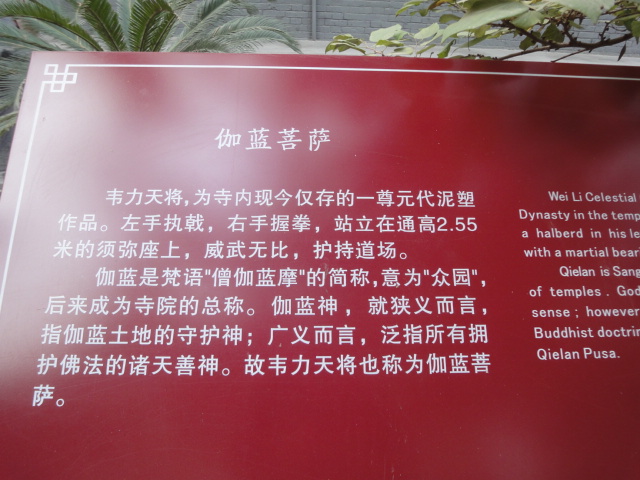 伽蓝菩萨
韦力天将,为寺内现今仅存的一尊元代泥塑
作品。左手执戟，右手握拳，站立在通高2.55
米的须弥座上，威武无比，护持道场。
伽蓝是梵语"僧伽蓝摩"的简称,意为"众园"，
后来成为寺院的总称。伽蓝神，就狭义而言，
指伽蓝土地的守护神；广义而言，泛指所有拥
护佛法的诸天善神。故韦力天将也称为伽蓝菩
萨。
Wei Li Celestial
Dynasty in the temp
a halberd in his le
with a martial bear
Qielan is Sang
of temples. God
sense; however
Buddhist doctrin
Qielan Pusa.